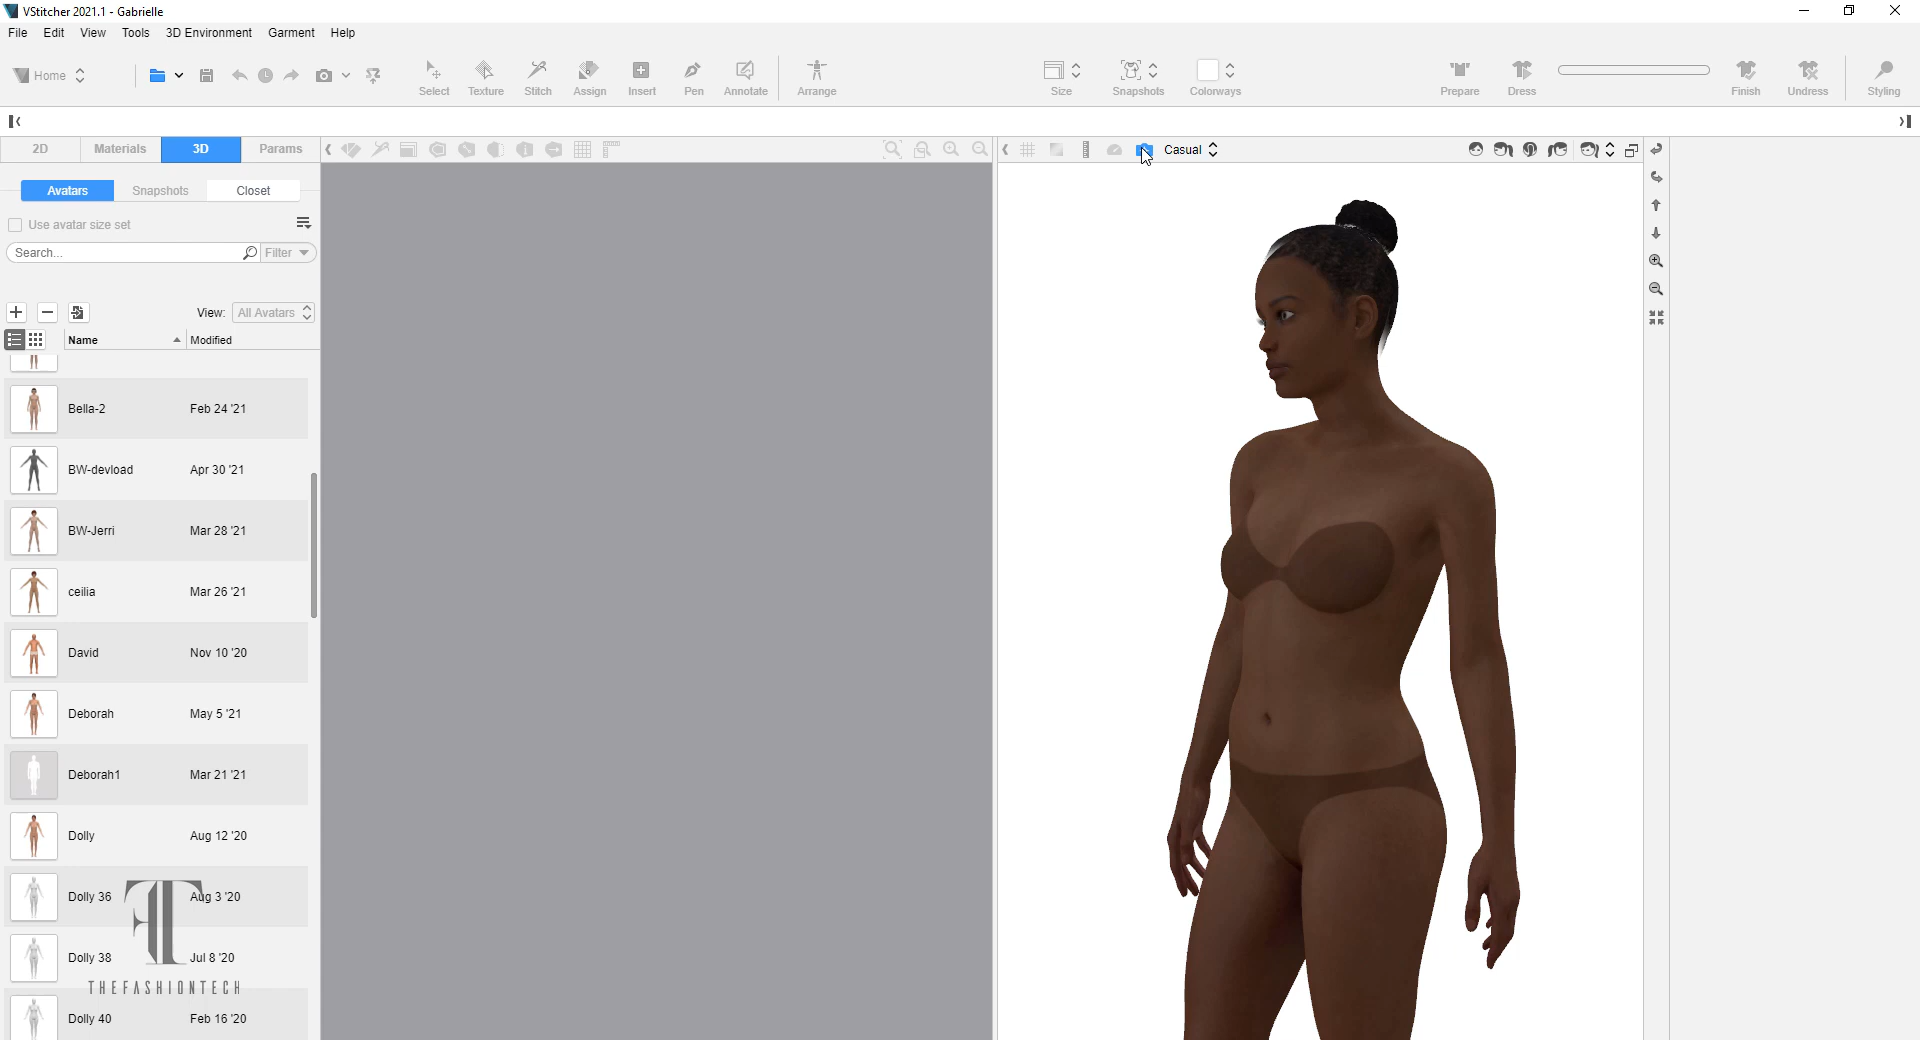 VStitcher 2021.1 - Gabrielle
File Edit View Tools 3D Environment Garment Help
Home
Select Texture Stitch Assign Insert Pen Annotate Arrange Size Snapshots Colorways Prepare Dress Finish Undress Styling
2D Materials 3D Params Casual
Avatars Snapshots Closet
Use avatar size set
Search... Filter
View: All Avatars
Name Modified
Bella-2 Feb 24 '21
BW-devload Apr 30 '21
BW-Jerri Mar 28 '21
ceilia Mar 26 '21
David Nov 10 '20
Deborah May 5 '21
Deborah1 Mar 21 '21
Dolly Aug 12 '20
Dolly 36 Aug 3 '20
Dolly 38 Jul 8 '20
THEFASHIONTECH
Dolly 40 Feb 16 '20